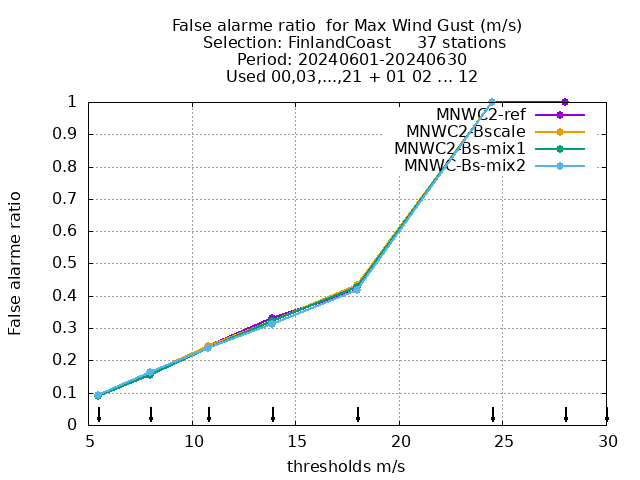 False alarme ratio  for Max Wind Gust (m/s)
Selection: FinlandCoast     37 stations
Period: 20240601-20240630
Used 00,03,...,21 + 01 02 ... 12
1
0.9
0.8
0.7
0.6
0.5
0.4
0.3
0.2
0.1
0
False alarme ratio
MNWC2-ref
MNWC2-Bscale
MNWC2-Bs-mix1
MNWC-Bs-mix2
5 10 15 20 25 30
thresholds m/s